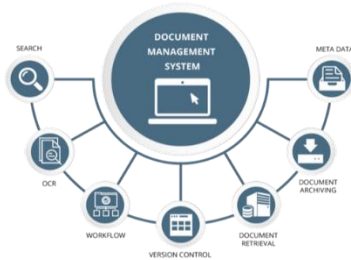 DOCUMENT
MANAGEMENT
SYSTEM
SEARCH
META DATA
OCR
DOCUMENT
ARCHIVING
WORKFLOW
DOCUMENT
RETRIEVAL
VERSION CONTROL